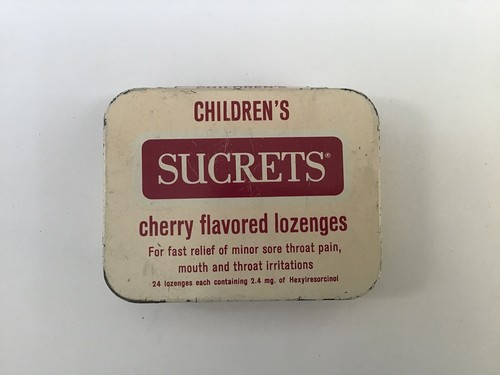 CHILDREN'S
SUCRETS®
cherry flavored lozenges
For fast relief of minor sore throat pain,
mouth and throat irritations
24 lozenges each containing 2.4 mg. of Hexylresorcinol